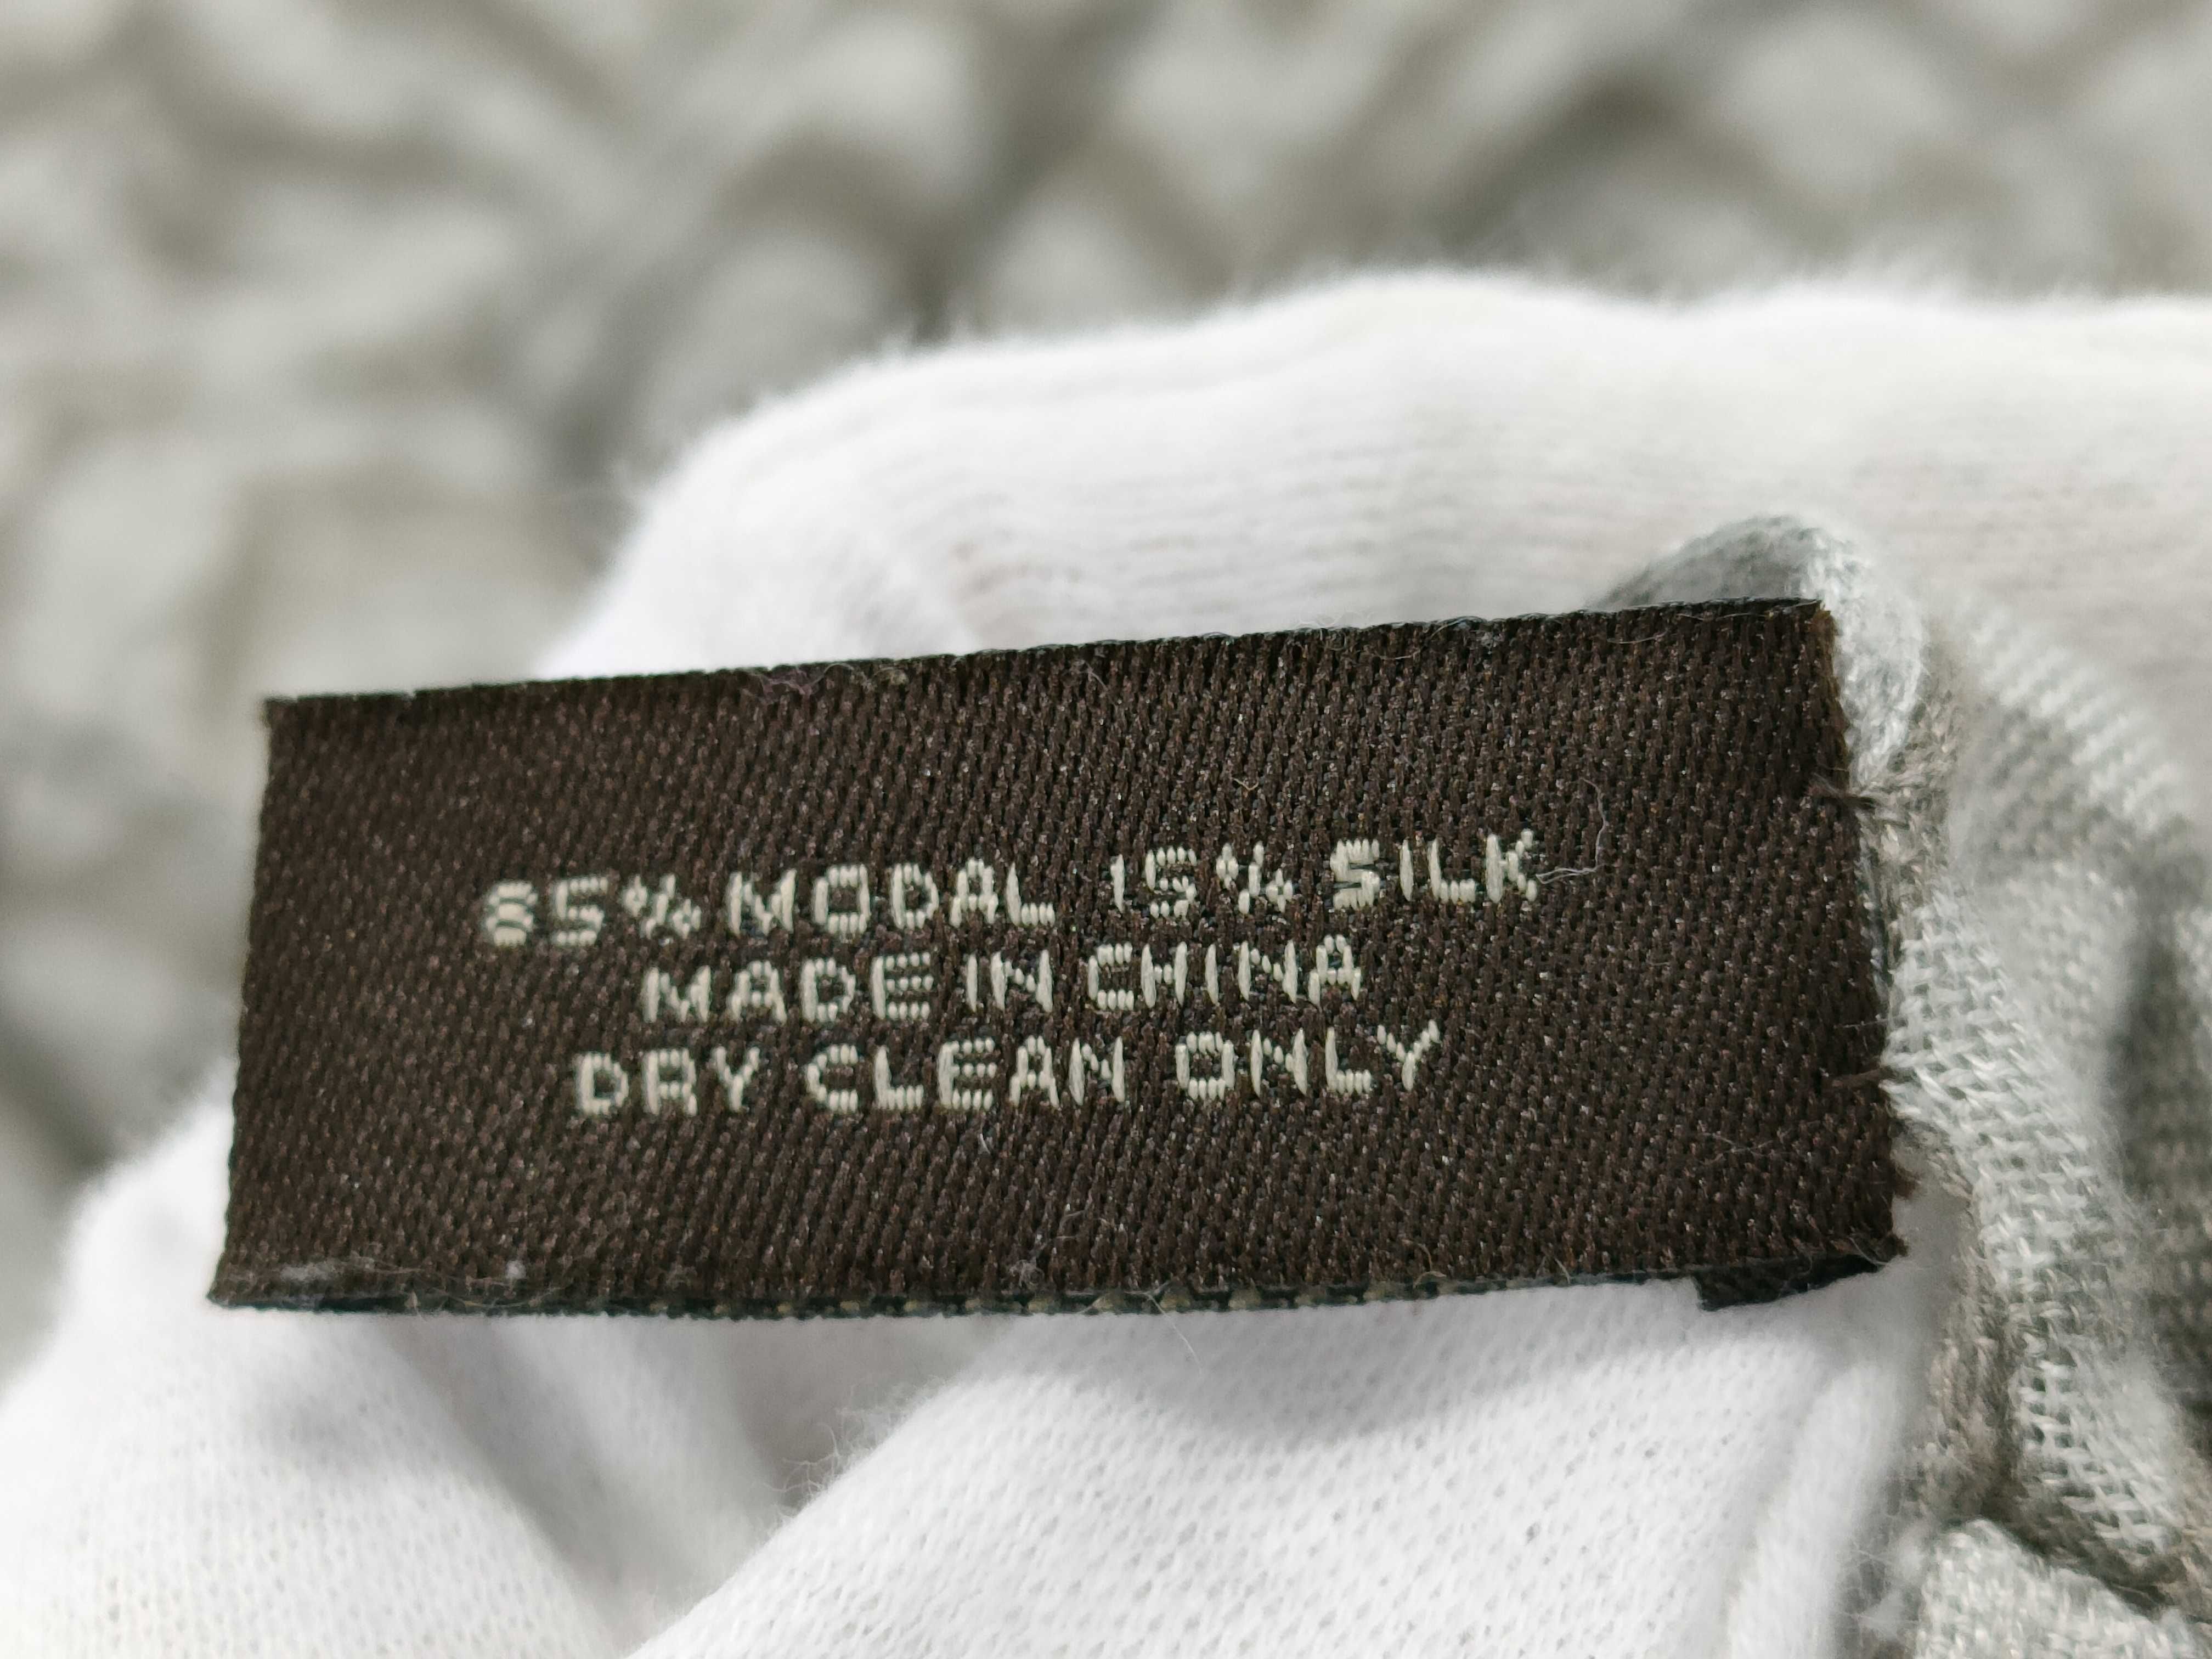 85% MODAL 15% SILK
MADE IN CHINA
DRY CLEAN ONLY